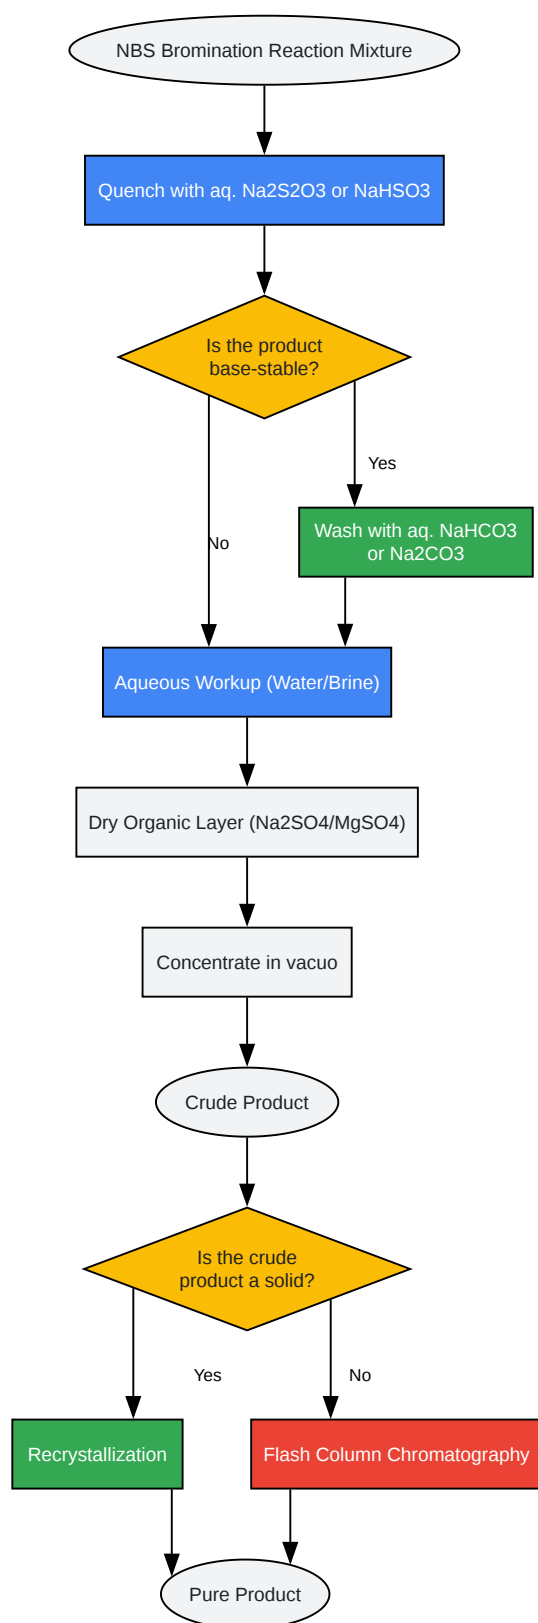 NBS Bromination Reaction Mixture
Quench with aq. Na2S2O3 or NaHSO3
Is the product
base-stable?
Yes
Wash with aq. NaHCO3
or Na2CO3
No
Aqueous Workup (Water/Brine)
Dry Organic Layer (Na2SO4/MgSO4)
Concentrate in vacuo
Crude Product
Is the crude
product a solid?
Yes
No
Recrystallization
Flash Column Chromatography
Pure Product